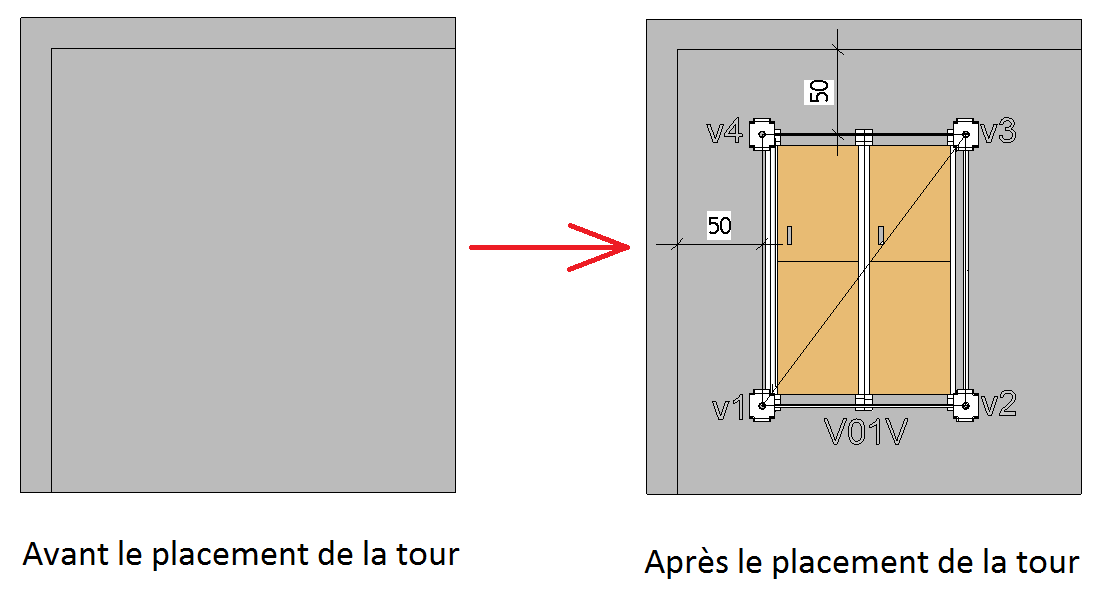 50
v4
v3
50
v1
v2
V01V
Avant le placement de la tour
Après le placement de la tour